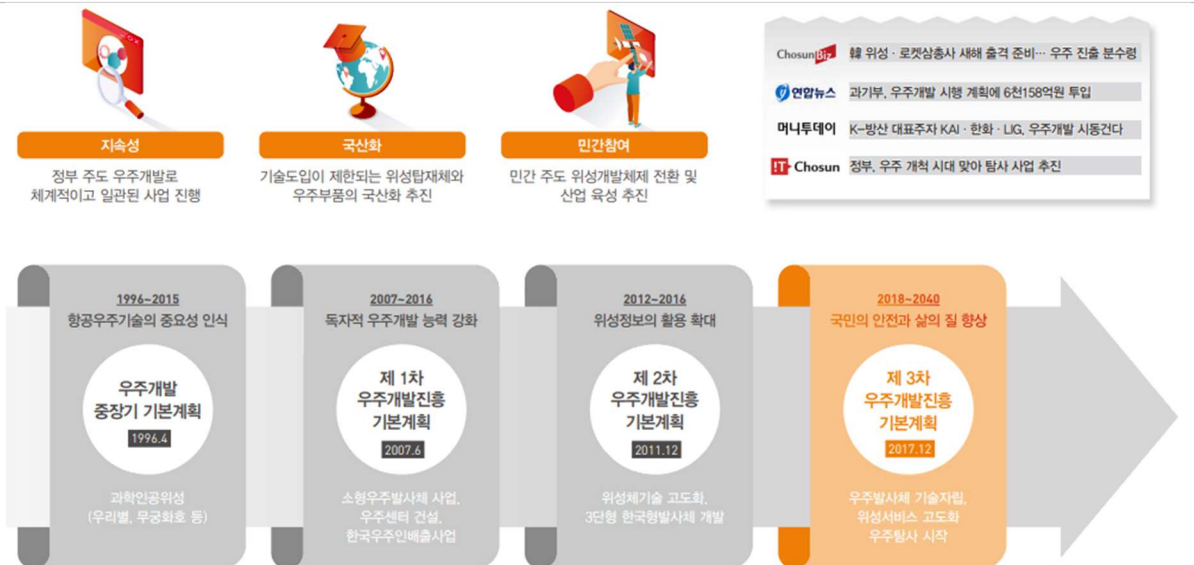 지속성
정부 주도 우주개발로
체계적이고 일관된 사업 진행
국산화
기술도입이 제한되는 위성탑재체와
우주부품의 국산화 추진
민간참여
민간 주도 위성개발체제 전환 및
산업 육성 추진
ChosunBiz 韓 위성·로켓삼총사 새해 출격 준비… 우주 진출 분수령
연합뉴스 과기부, 우주개발 시행 계획에 6천158억원 투입
머니투데이 K-방산 대표주자 KAI·한화·LIG, 우주개발 시동건다
IT Chosun 정부, 우주 개척 시대 맞아 탐사 사업 추진
1996~2015
항공우주기술의 중요성 인식
우주개발
중장기 기본계획
1996.4
과학인공위성
(우리별, 무궁화호 등)
2007~2016
독자적 우주개발 능력 강화
제 1차
우주개발진흥
기본계획
2007.6
소형우주발사체 사업,
우주센터 건설,
한국우주인배출사업
2012~2016
위성정보의 활용 확대
제 2차
우주개발진흥
기본계획
2011.12
위성체기술 고도화,
3단형 한국형발사체 개발
2018~2040
국민의 안전과 삶의 질 향상
제 3차
우주개발진흥
기본계획
2017.12
우주발사체 기술자립,
위성서비스 고도화
우주탐사 시작